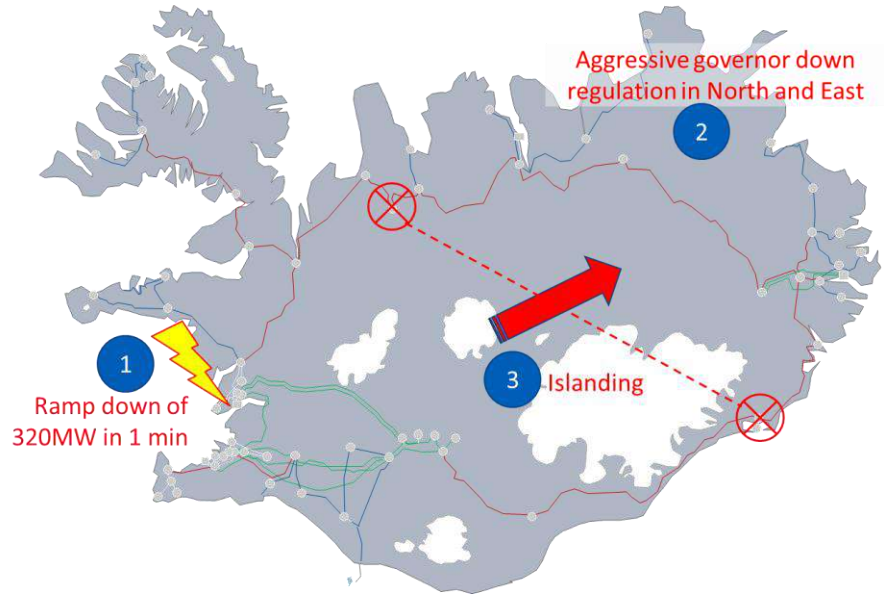 Aggressive governor down
regulation in North and East
2
1
Ramp down of
320MW in 1 min
3
Islanding